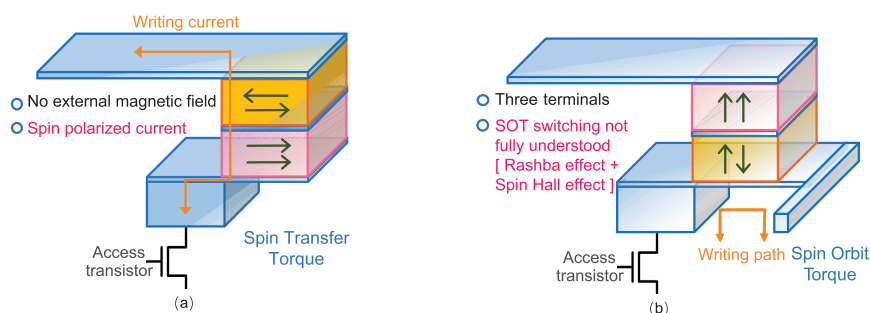 Writing current
No external magnetic field
Spin polarized current
Access
transistor
Spin Transfer
Torque
(a)
Three terminals
SOT switching not
fully understood
[ Rashba effect +
Spin Hall effect ]
Access
transistor
Writing path
Spin Orbit
Torque
(b)